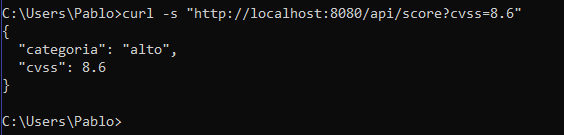 C:\Users\Pablo>curl -s "http://localhost:8080/api/score?cvss=8.6"
{
  "categoria": "alto",
  "cvss": 8.6
}
C:\Users\Pablo>